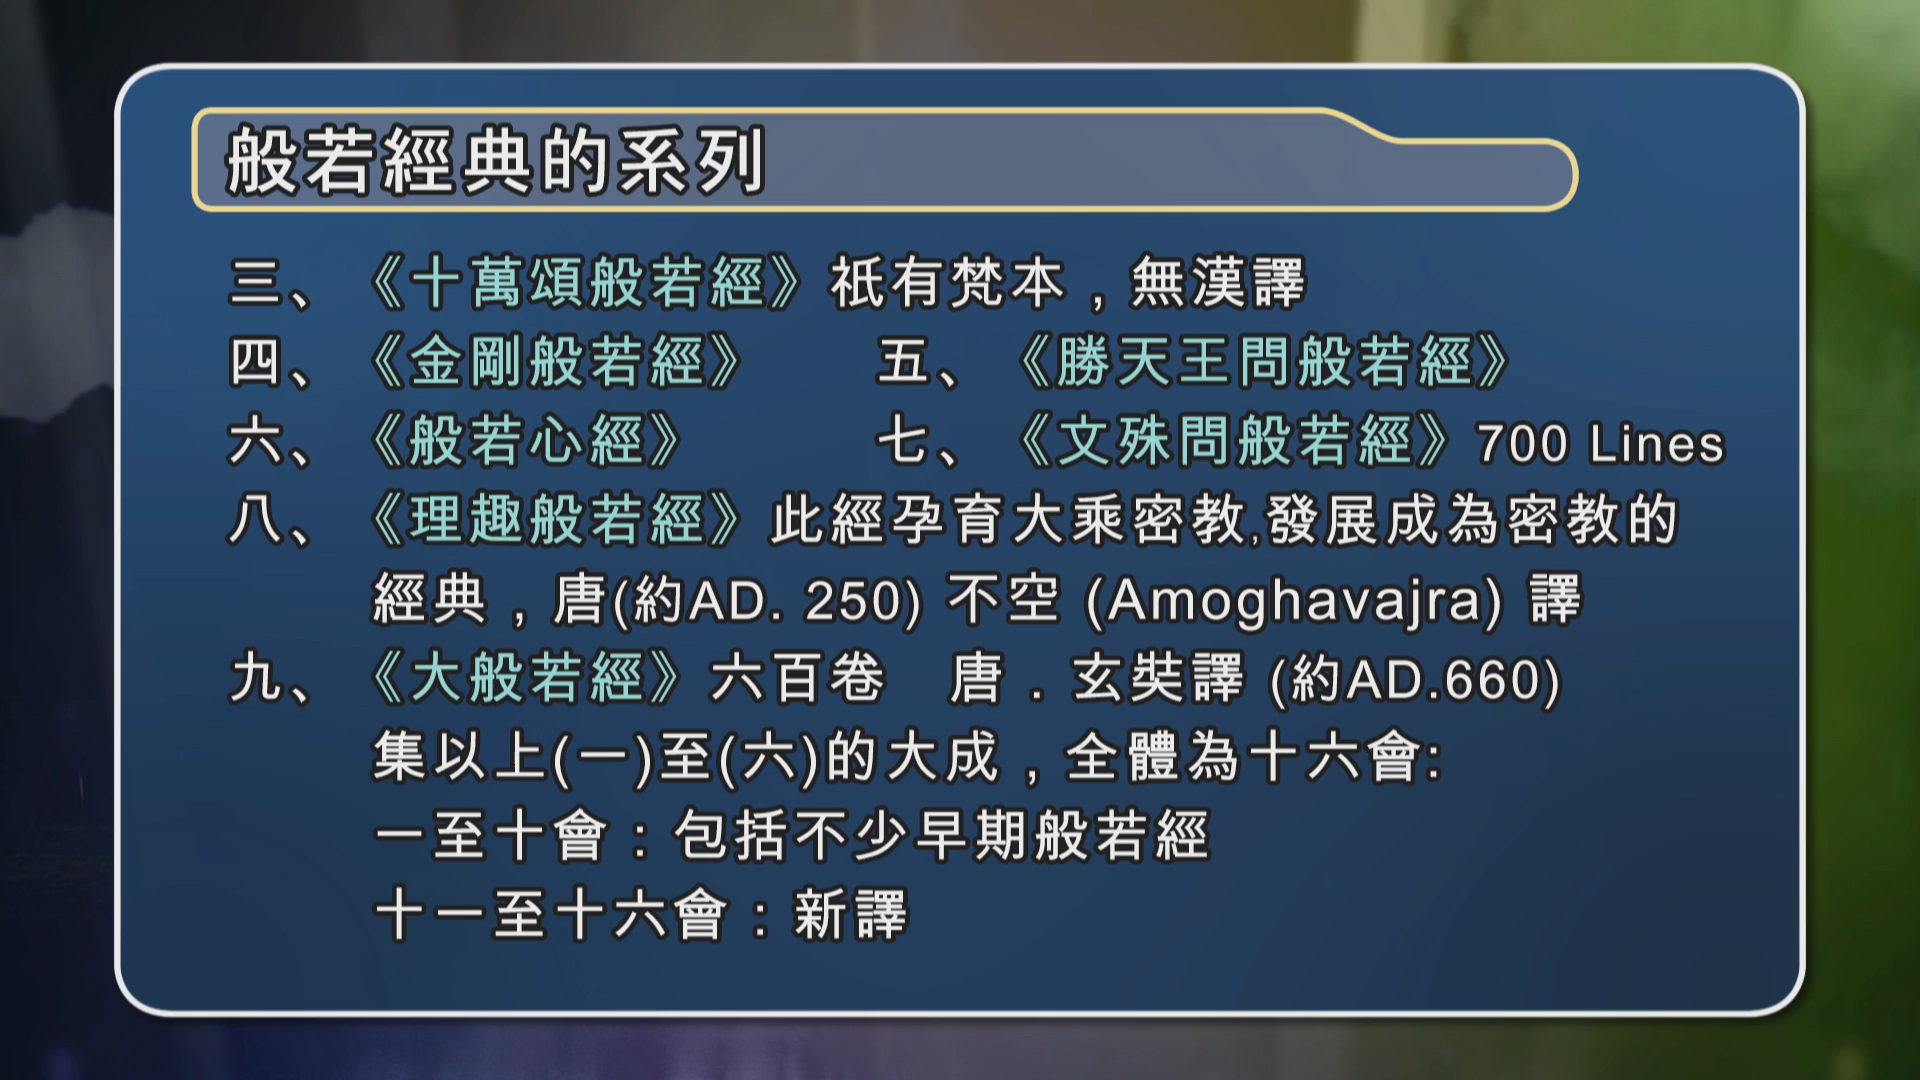 般若經典的系列
三、《十萬頌般若經》祇有梵本，無漢譯
四、《金剛般若經》　　五、《勝天王問般若經》
六、《般若心經》　　　七、《文殊問般若經》700 Lines
八、《理趣般若經》此經孕育大乘密教,發展成為密教的
經典，唐(約AD. 250) 不空 (Amoghavajra) 譯
九、《大般若經》六百卷　唐．玄奘譯 (約AD.660)
集以上(一)至(六)的大成，全體為十六會:
一至十會：包括不少早期般若經
十一至十六會：新譯